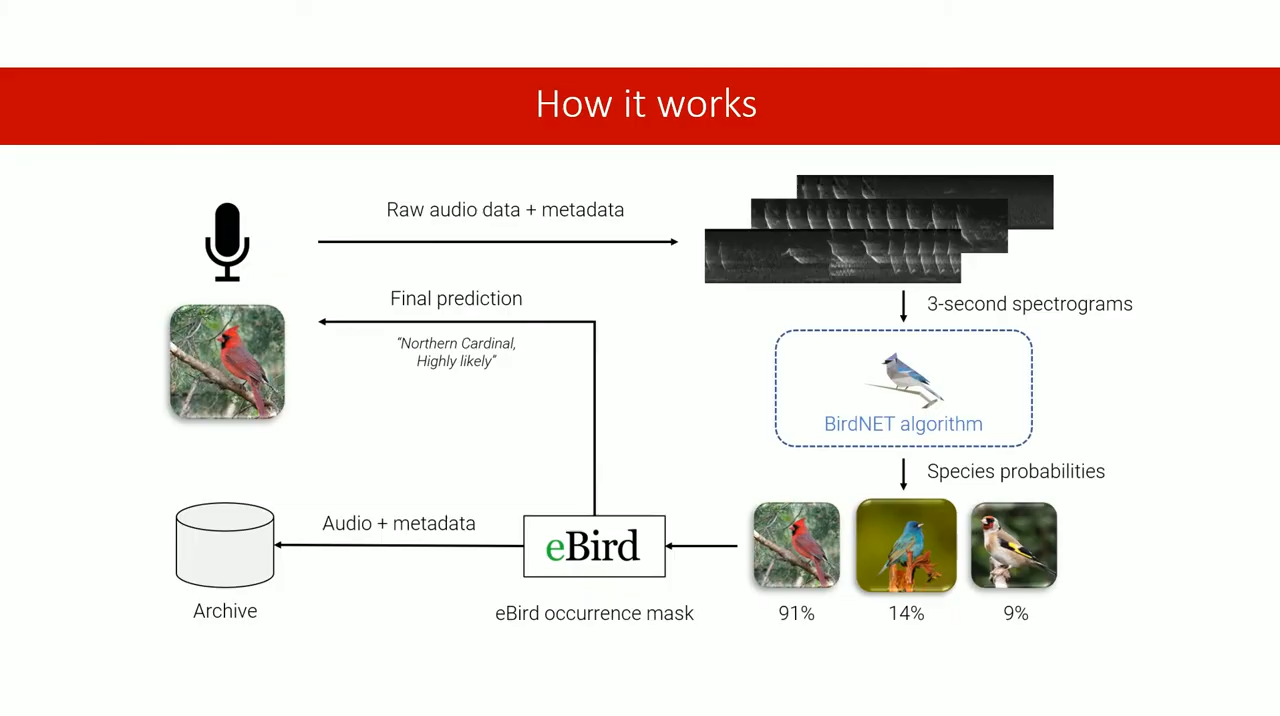 How it works
Raw audio data + metadata
Final prediction
“Northern Cardinal,
Highly likely”
3-second spectrograms
BirdNET algorithm
Species probabilities
Audio + metadata
eBird
Archive
eBird occurrence mask
91%
14%
9%